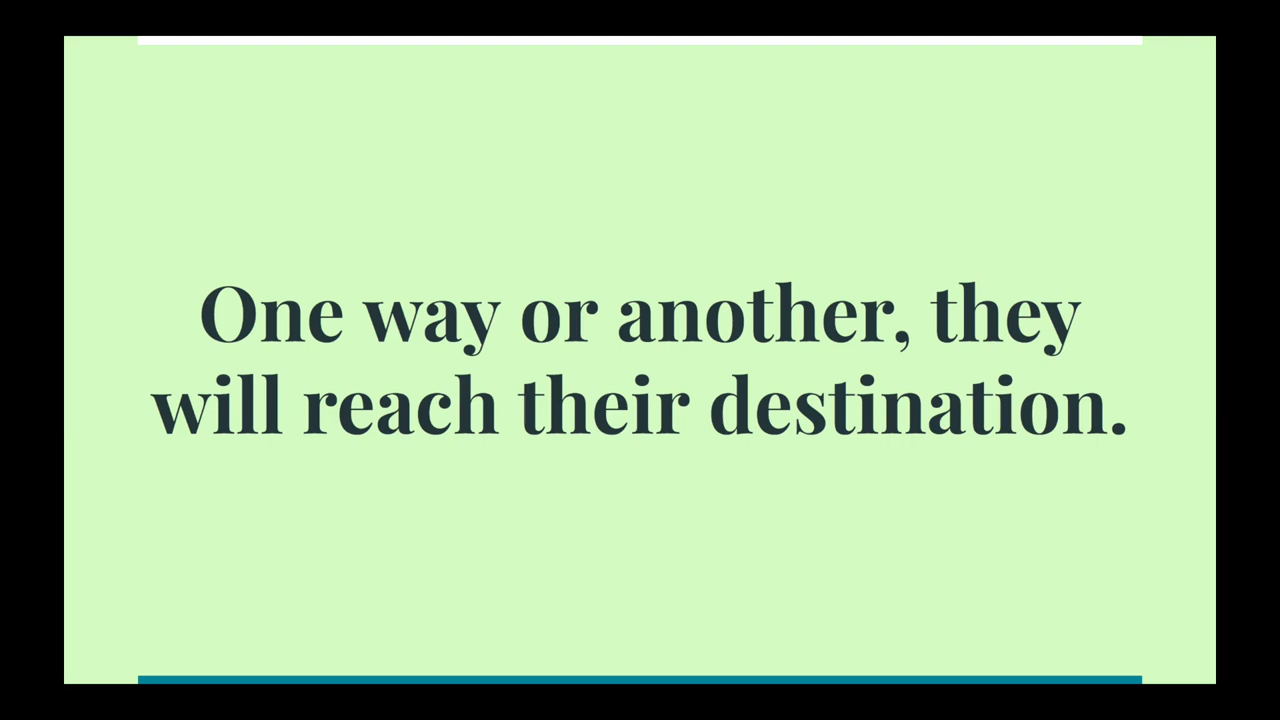 One way or another, they
will reach their destination.